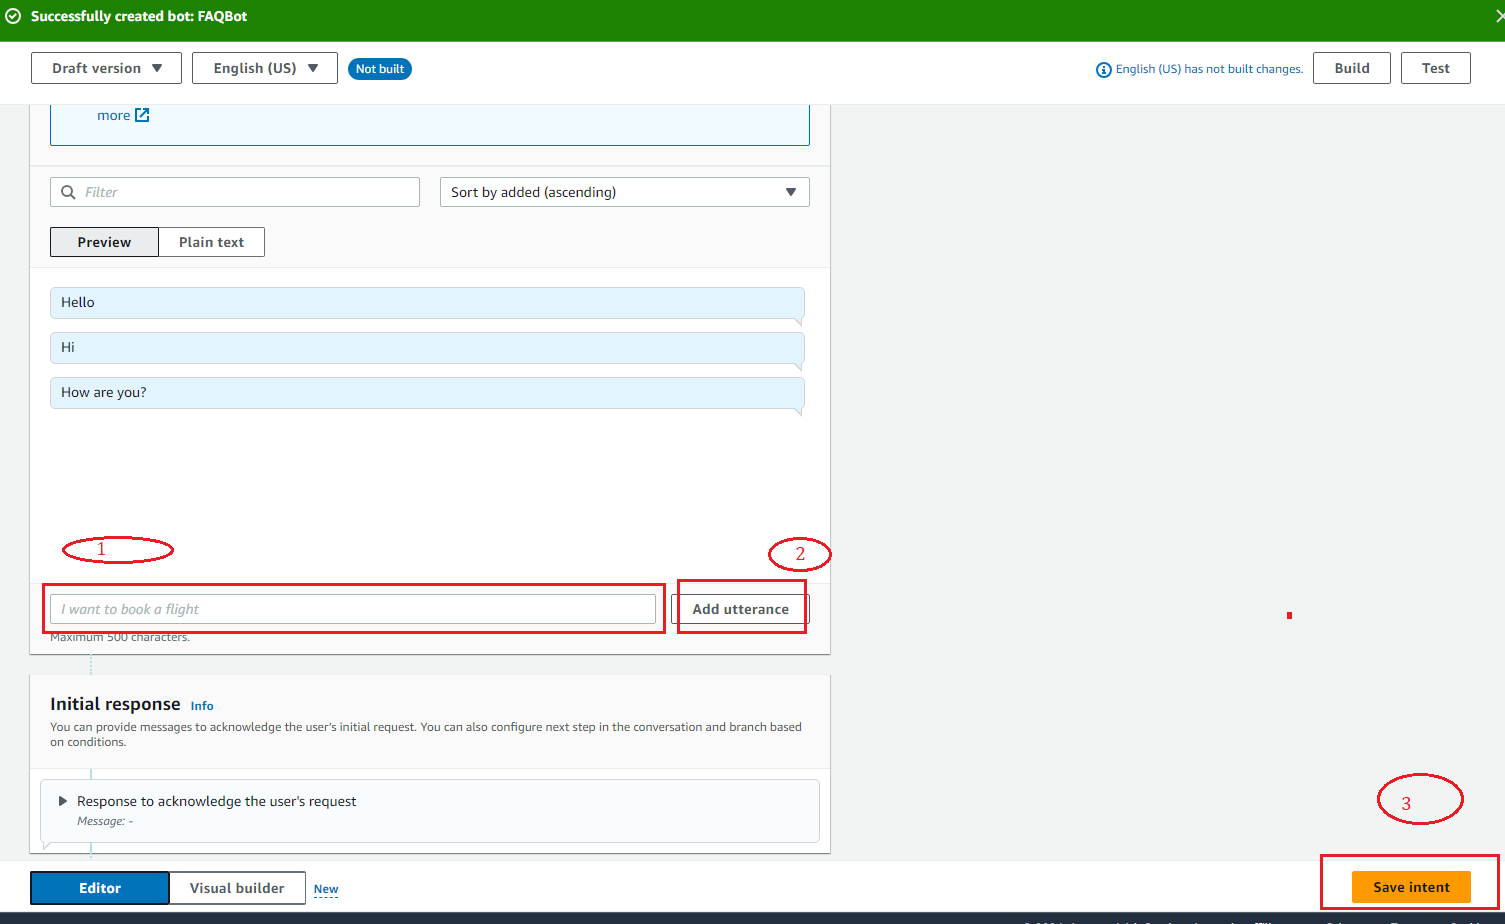 Successfully created bot: FAQBot
Draft version
English (US)
Not built
English (US) has not built changes.
Build
Test
more
Filter
Sort by added (ascending)
Preview
Plain text
Hello
Hi
How are you?
1
2
I want to book a flight
Add utterance
Maximum 500 characters.
Initial response Info
You can provide messages to acknowledge the user's initial request. You can also configure next step in the conversation and branch based
on conditions.
Response to acknowledge the user's request
Message: -
3
Editor
Visual builder
New
Save intent